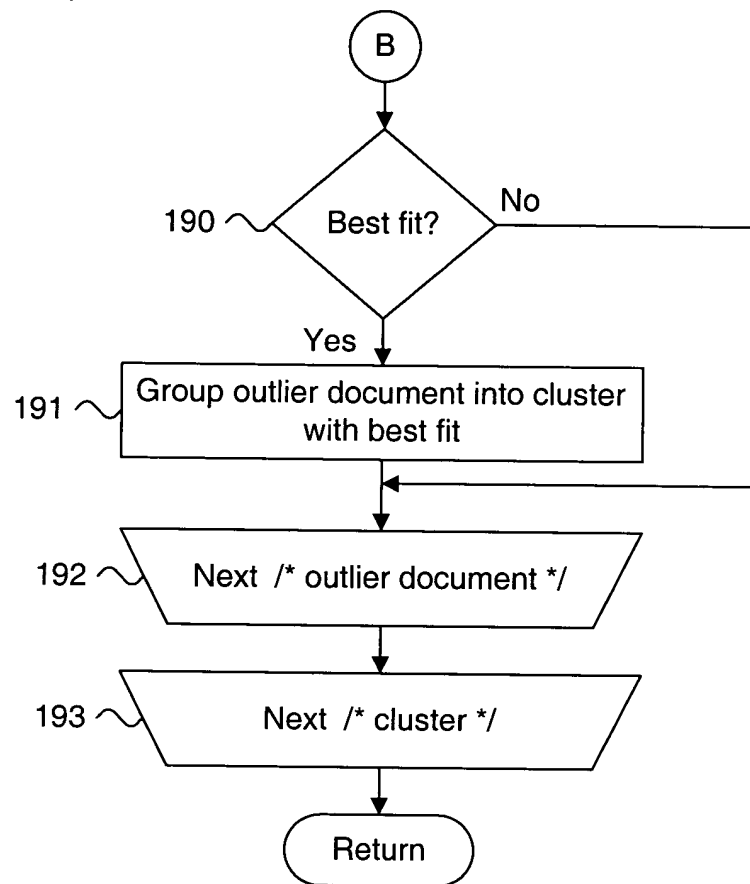 B
190
Best fit?
No
Yes
191
Group outlier document into cluster
with best fit
192
Next /* outlier document */
193
Next /* cluster */
Return